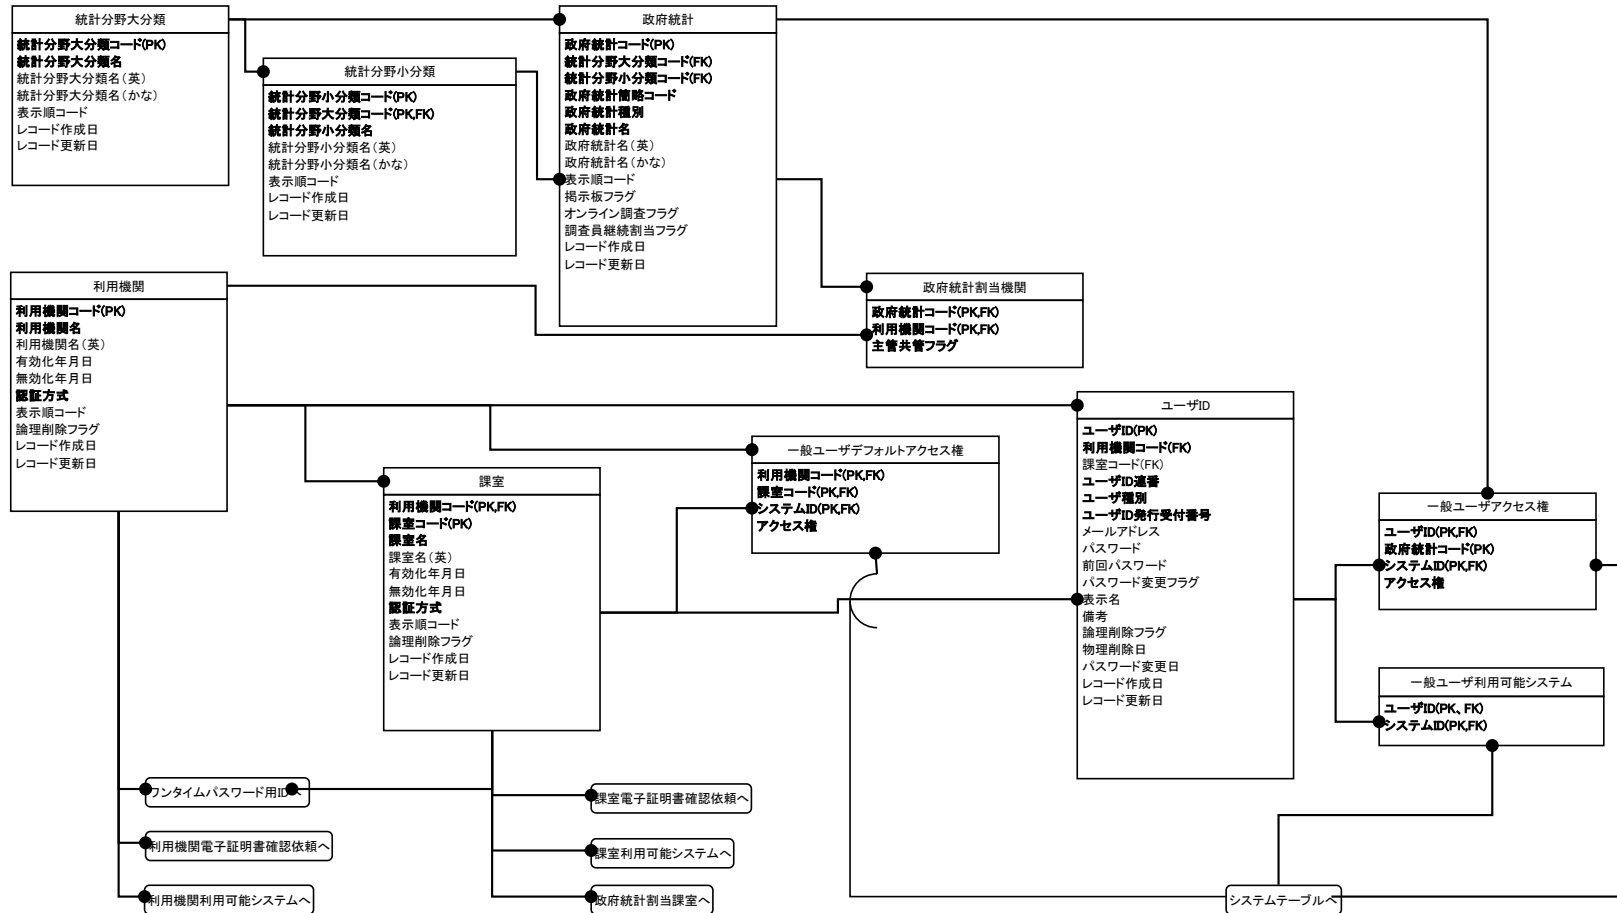 統計分野大分類
統計分野大分類コード(PK)
統計分野大分類名
統計分野大分類名(英)
統計分野大分類名(かな)
表示順コード
レコード作成日
レコード更新日
統計分野小分類
統計分野小分類コード(PK)
統計分野大分類コード(PK,FK)
統計分野小分類名
統計分野小分類名(英)
統計分野小分類名(かな)
表示順コード
レコード作成日
レコード更新日
政府統計
政府統計コード(PK)
統計分野大分類コード(FK)
統計分野小分類コード(FK)
政府統計簡略コード
政府統計種別
政府統計名
政府統計名(英)
政府統計名(かな)
表示順コード
掲示板フラグ
オンライン調査フラグ
調査員継続割当フラグ
レコード作成日
レコード更新日
利用機関
利用機関コード(PK)
利用機関名
利用機関名(英)
有効化年月日
無効化年月日
認証方式
表示順コード
論理削除フラグ
レコード作成日
レコード更新日
政府統計割当機関
政府統計コード(PK,FK)
利用機関コード(PK,FK)
主管共管フラグ
課室
利用機関コード(PK,FK)
課室コード(PK)
課室名
課室名(英)
有効化年月日
無効化年月日
認証方式
表示順コード
論理削除フラグ
レコード作成日
レコード更新日
一般ユーザデフォルトアクセス権
利用機関コード(PK,FK)
課室コード(PK,FK)
システムID(PK,FK)
アクセス権
ユーザID
ユーザID(PK)
利用機関コード(FK)
課室コード(FK)
ユーザID連番
ユーザ種別
ユーザID発行受付番号
メールアドレス
パスワード
前回パスワード
パスワード変更フラグ
表示名
備考
論理削除フラグ
物理削除日
パスワード変更日
レコード作成日
レコード更新日
一般ユーザアクセス権
ユーザID(PK,FK)
政府統計コード(PK)
システムID(PK,FK)
アクセス権
一般ユーザ利用可能システム
ユーザID(PK、FK)
システムID(PK,FK)
ワンタイムパスワード用IDへ
利用機関電子証明書確認依頼へ
利用機関利用可能システムへ
課室電子証明書確認依頼へ
課室利用可能システムへ
政府統計割当課室へ
システムテーブルへ